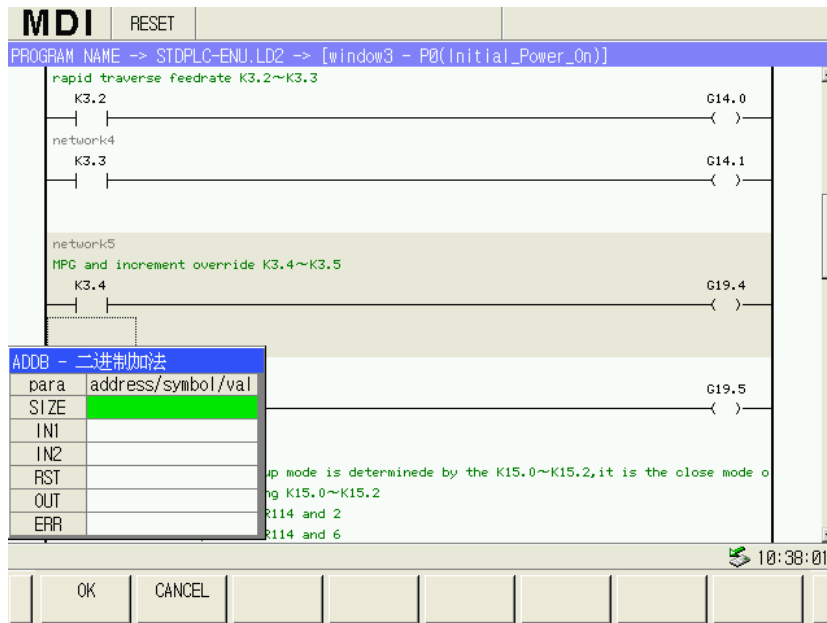 MDI RESET
PROGRAM NAME -> STDPLC-ENU.LD2 -> [window3 - P0(Initial_Power_On)]
rapid traverse feedrate K3.2~K3.3
K3.2 G14.0
network4
K3.3 G14.1
network5
MPG and increment override K3.4~K3.5
K3.4 G19.4
ADDB - 二进制加法
para address/symbol/val
SIZE
IN1
IN2
RST
OUT
ERR
G19.5
up mode is determinede by the K15.0~K15.2,it is the close mode o
ng K15.0~K15.2
R114 and 2
R114 and 6
10:38:01
OK CANCEL